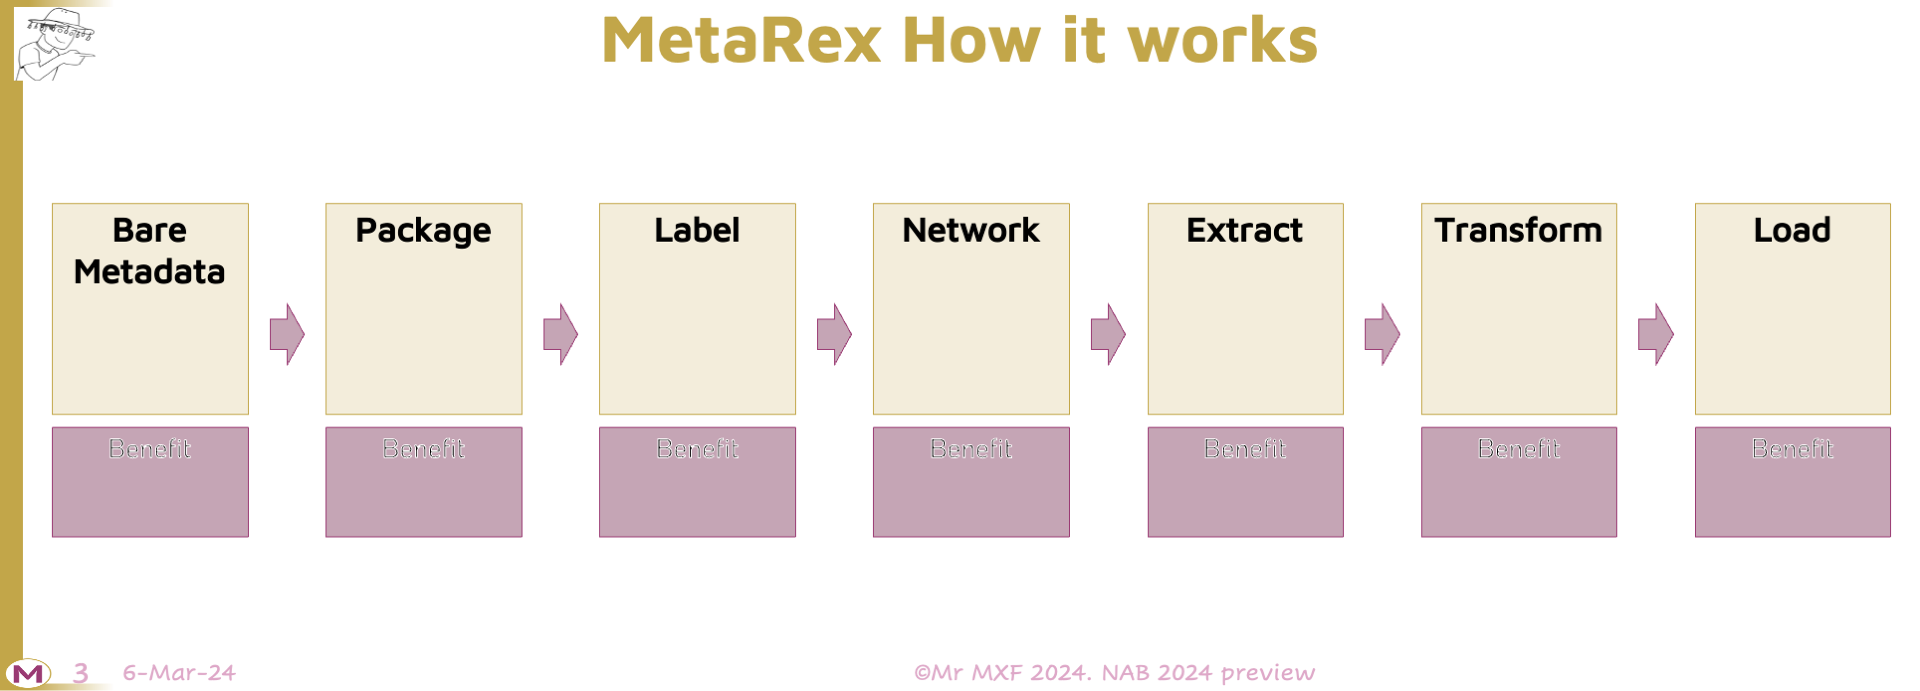 MetaRex How it works
Bare
Metadata
Package
Label
Network
Extract
Transform
Load
Benefit
Benefit
Benefit
Benefit
Benefit
Benefit
Benefit
M
3
6-Mar-24
©Mr MXF 2024. NAB 2024 preview